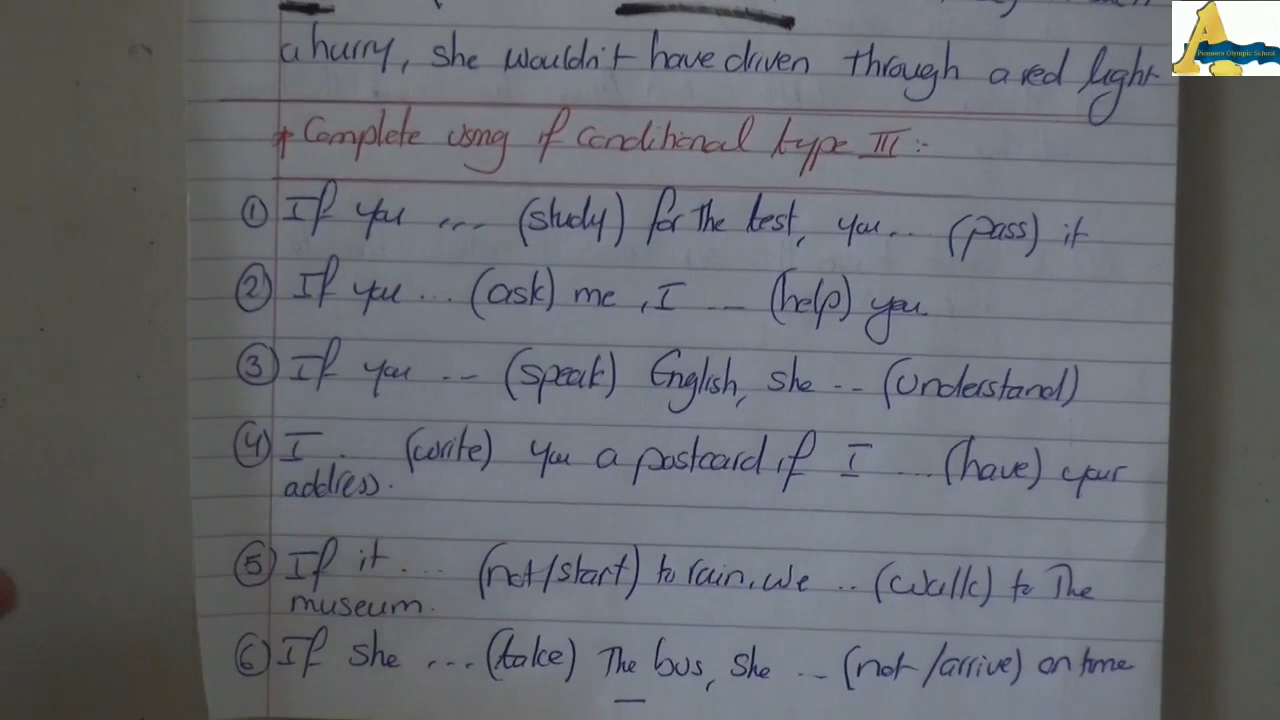 a hurry, she wouldn't have driven through a red light
* Complete using if conditional type III :-
① If you .... (study) for the test, you... (pass) it
② If you ... (ask) me, I ... (help) you
③ If you ... (speak) English, she ... (understand)
④ I ... (write) you a postcard if I ... (have) your
address.
⑤ If it .... (not/start) to rain, we ... (walk) to the
museum.
⑥ If she .... (take) the bus, she ... (not/arrive) on time
Pioneers Olympic School